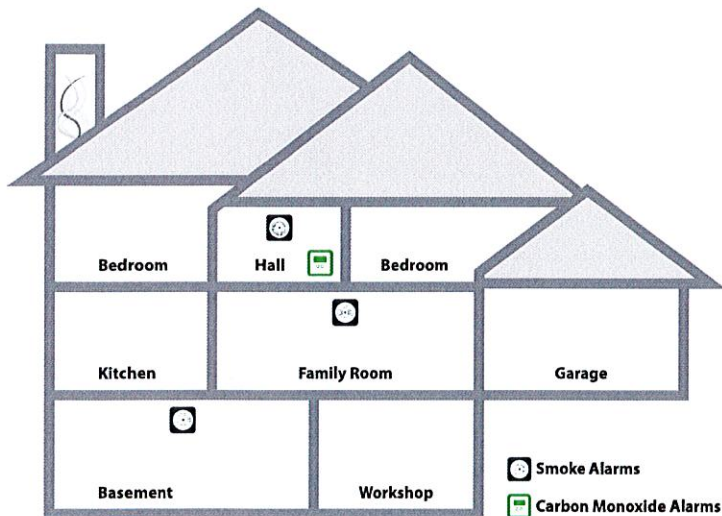 Bedroom
Hall
Bedroom
Kitchen
Family Room
Garage
Basement
Workshop
Smoke Alarms
Carbon Monoxide Alarms